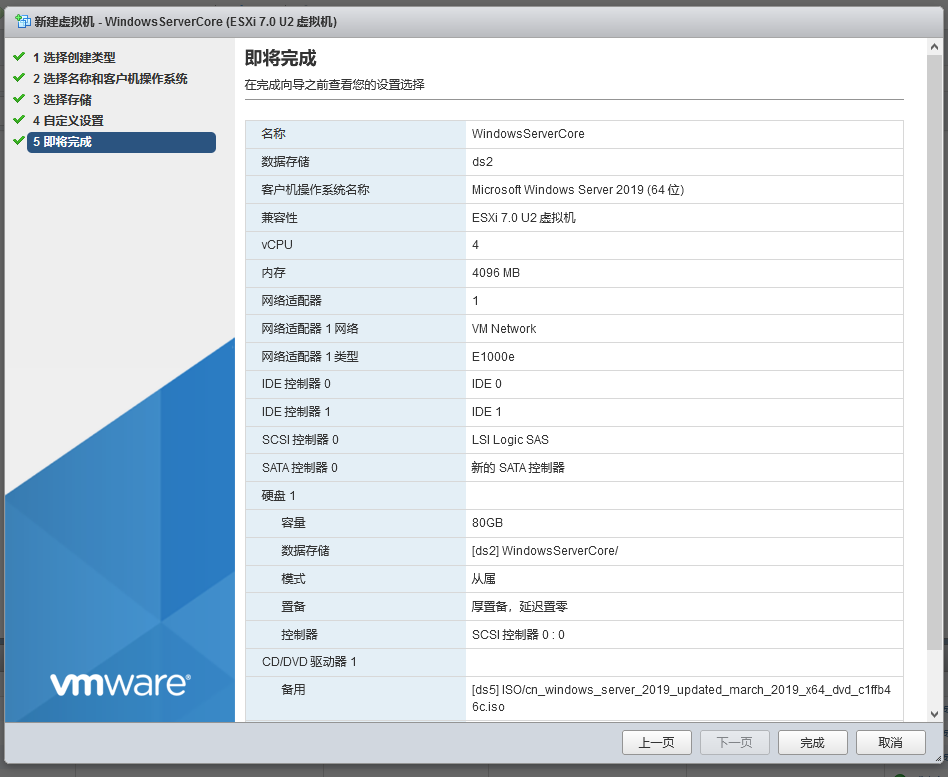 新建虚拟机 - WindowsServerCore (ESXi 7.0 U2 虚拟机)
1 选择创建类型
2 选择名称和客户机操作系统
3 选择存储
4 自定义设置
5 即将完成
即将完成
在完成向导之前查看您的设置选择
名称 WindowsServerCore
数据存储 ds2
客户机操作系统名称 Microsoft Windows Server 2019 (64 位)
兼容性 ESXi 7.0 U2 虚拟机
vCPU 4
内存 4096 MB
网络适配器 1
网络适配器 1 网络 VM Network
网络适配器 1 类型 E1000e
IDE 控制器 0 IDE 0
IDE 控制器 1 IDE 1
SCSI 控制器 0 LSI Logic SAS
SATA 控制器 0 新的 SATA 控制器
硬盘 1
容量 80GB
数据存储 [ds2] WindowsServerCore/
模式 从属
置备 厚置备，延迟置零
控制器 SCSI 控制器 0 : 0
CD/DVD 驱动器 1
备用 [ds5] ISO/cn_windows_server_2019_updated_march_2019_x64_dvd_c1ffb4
6c.iso
vmware®
上一页 下一页 完成 取消